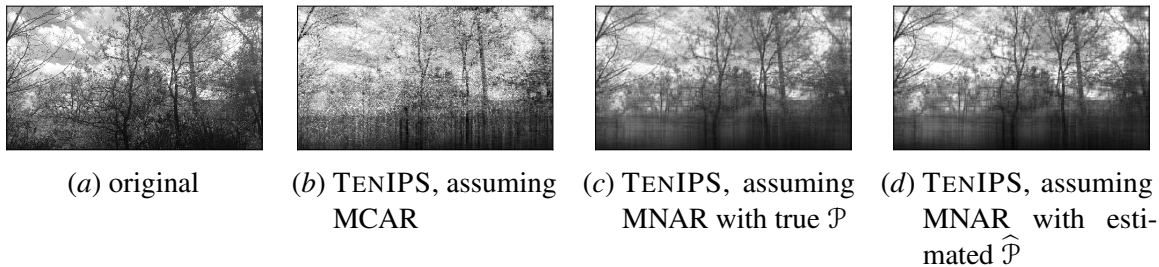 (a) original
(b) TENIPS, assuming
MCAR
(c) TENIPS, assuming
MNAR with true 𝒫
(d) TENIPS, assuming
MNAR with esti-
mated 𝒫̂